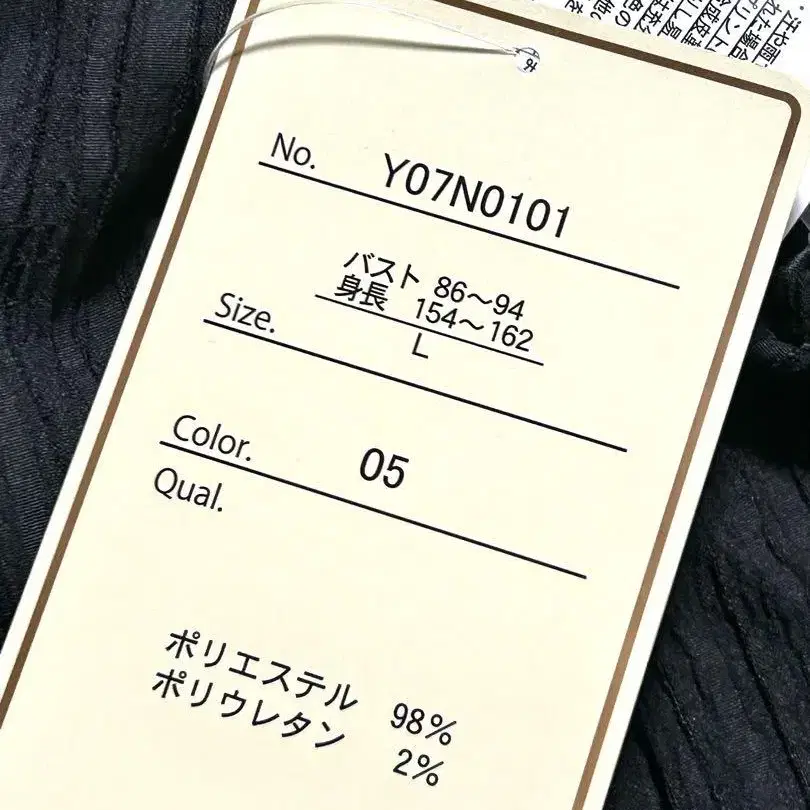 No. Y07N0101
バスト 86～94
身長 154～162
Size.
L
Color. 05
Qual.
ポリエステル 98%
ポリウレタン 2%